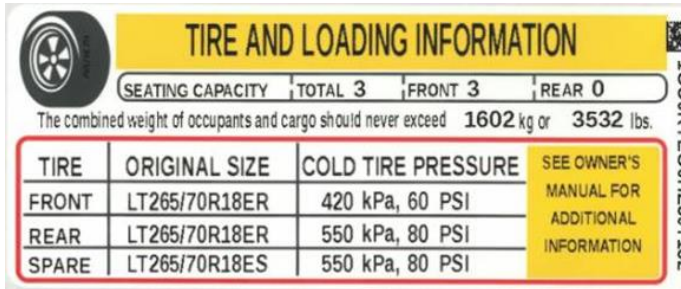 TIRE AND LOADING INFORMATION
SEATING CAPACITY TOTAL 3 FRONT 3 REAR 0
The combined weight of occupants and cargo should never exceed 1602 kg or 3532 lbs.
TIRE ORIGINAL SIZE COLD TIRE PRESSURE
FRONT LT265/70R18ER 420 kPa, 60 PSI
REAR LT265/70R18ER 550 kPa, 80 PSI
SPARE LT265/70R18ES 550 kPa, 80 PSI
SEE OWNER'S
MANUAL FOR
ADDITIONAL
INFORMATION